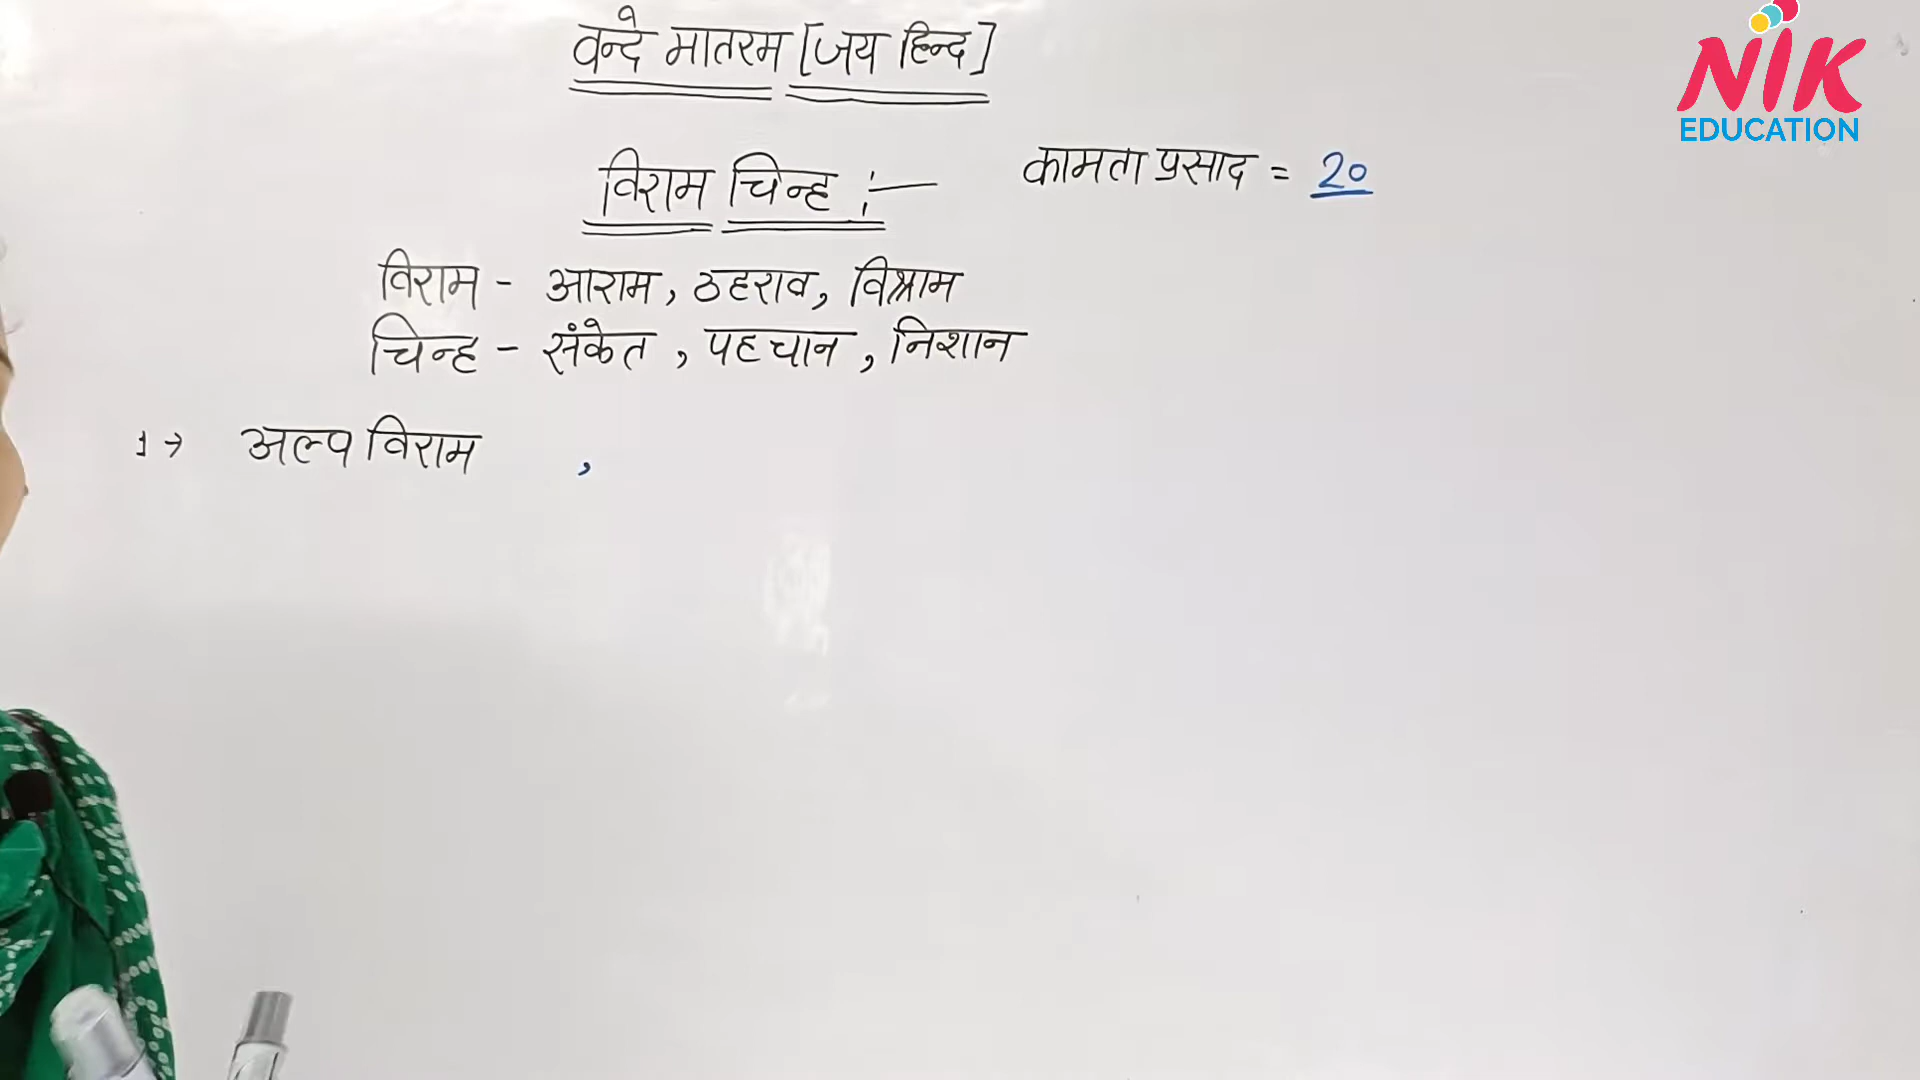 वन्दे मातरम [जय हिन्द]
NIK
EDUCATION
विराम चिन्ह :—
कामता प्रसाद = 20
विराम - आराम, ठहराव, विश्राम
चिन्ह - संकेत, पहचान, निशान
1→ अल्प विराम ,